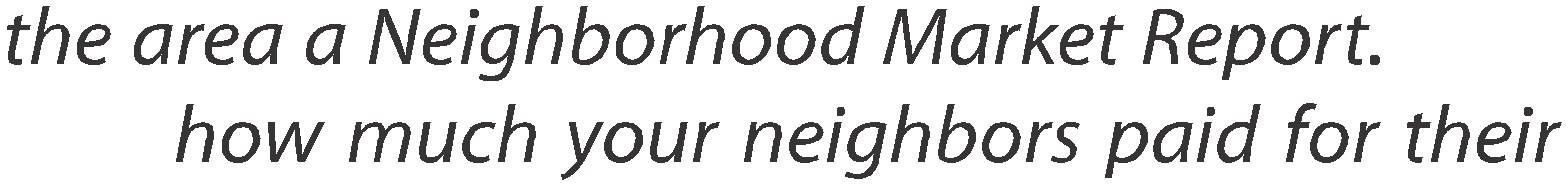 the area a Neighborhood Market Report.
how much your neighbors paid for their